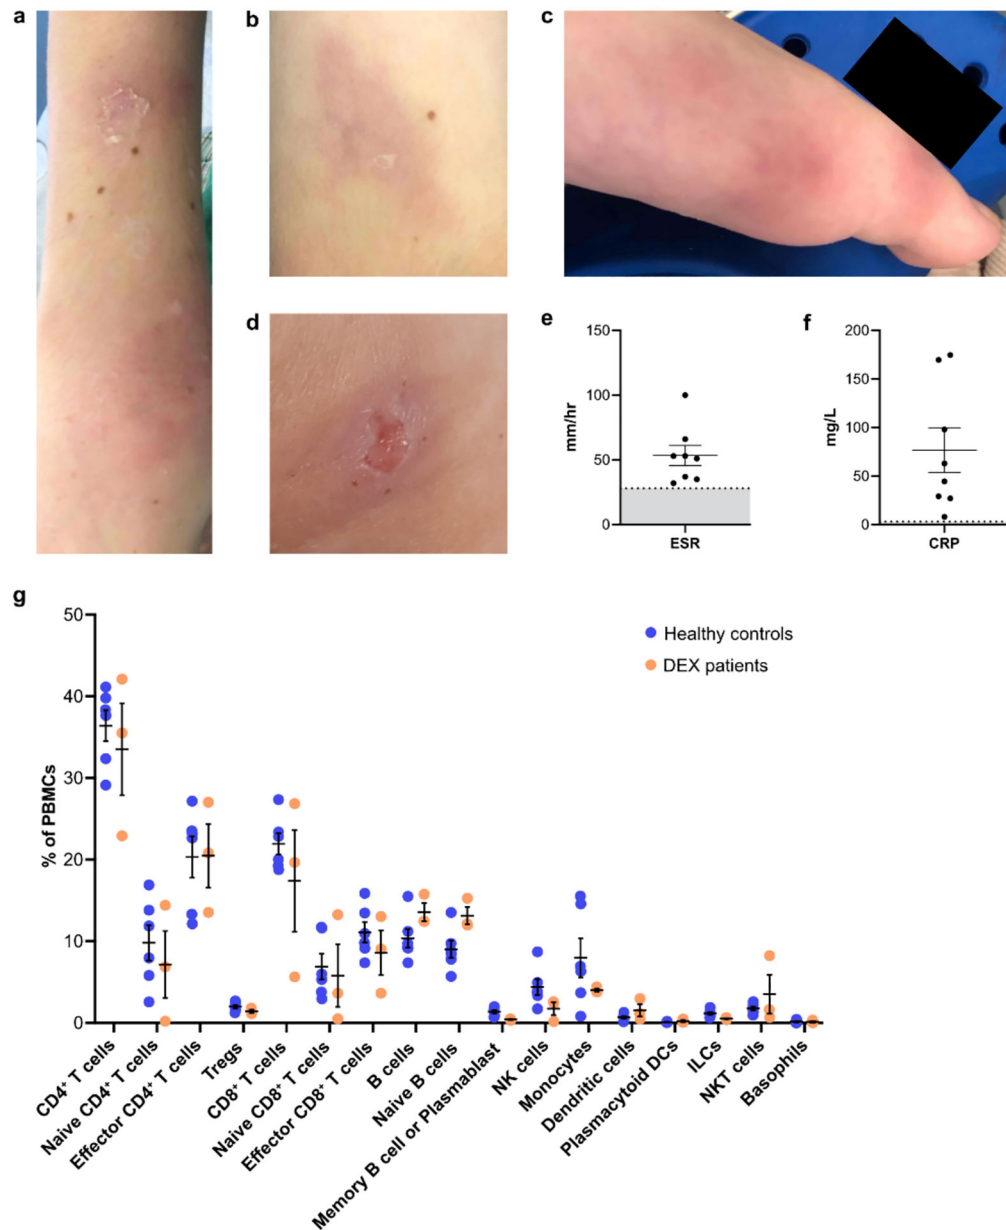 a
b
c
d
e
f
150
100
50
0
mm/hr
ESR
200
150
100
50
0
mg/L
CRP
g
50
40
30
20
10
0
% of PBMCs
Healthy controls
DEX patients
CD4⁺ T cells
Naive CD4⁺ T cells
Effector CD4⁺ T cells
Tregs
CD8⁺ T cells
Naive CD8⁺ T cells
Effector CD8⁺ T cells
B cells
Naive B cells
Memory B cell or Plasmablast
NK cells
Monocytes
Dendritic cells
Plasmacytoid DCs
ILCs
NKT cells
Basophils